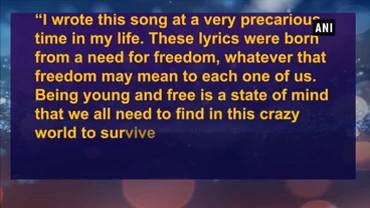 “I wrote this song at a very precarious
time in my life. These lyrics were born
from a need for freedom, whatever that
freedom may mean to each one of us.
Being young and free is a state of mind
that we all need to find in this crazy
world to survive
ANI